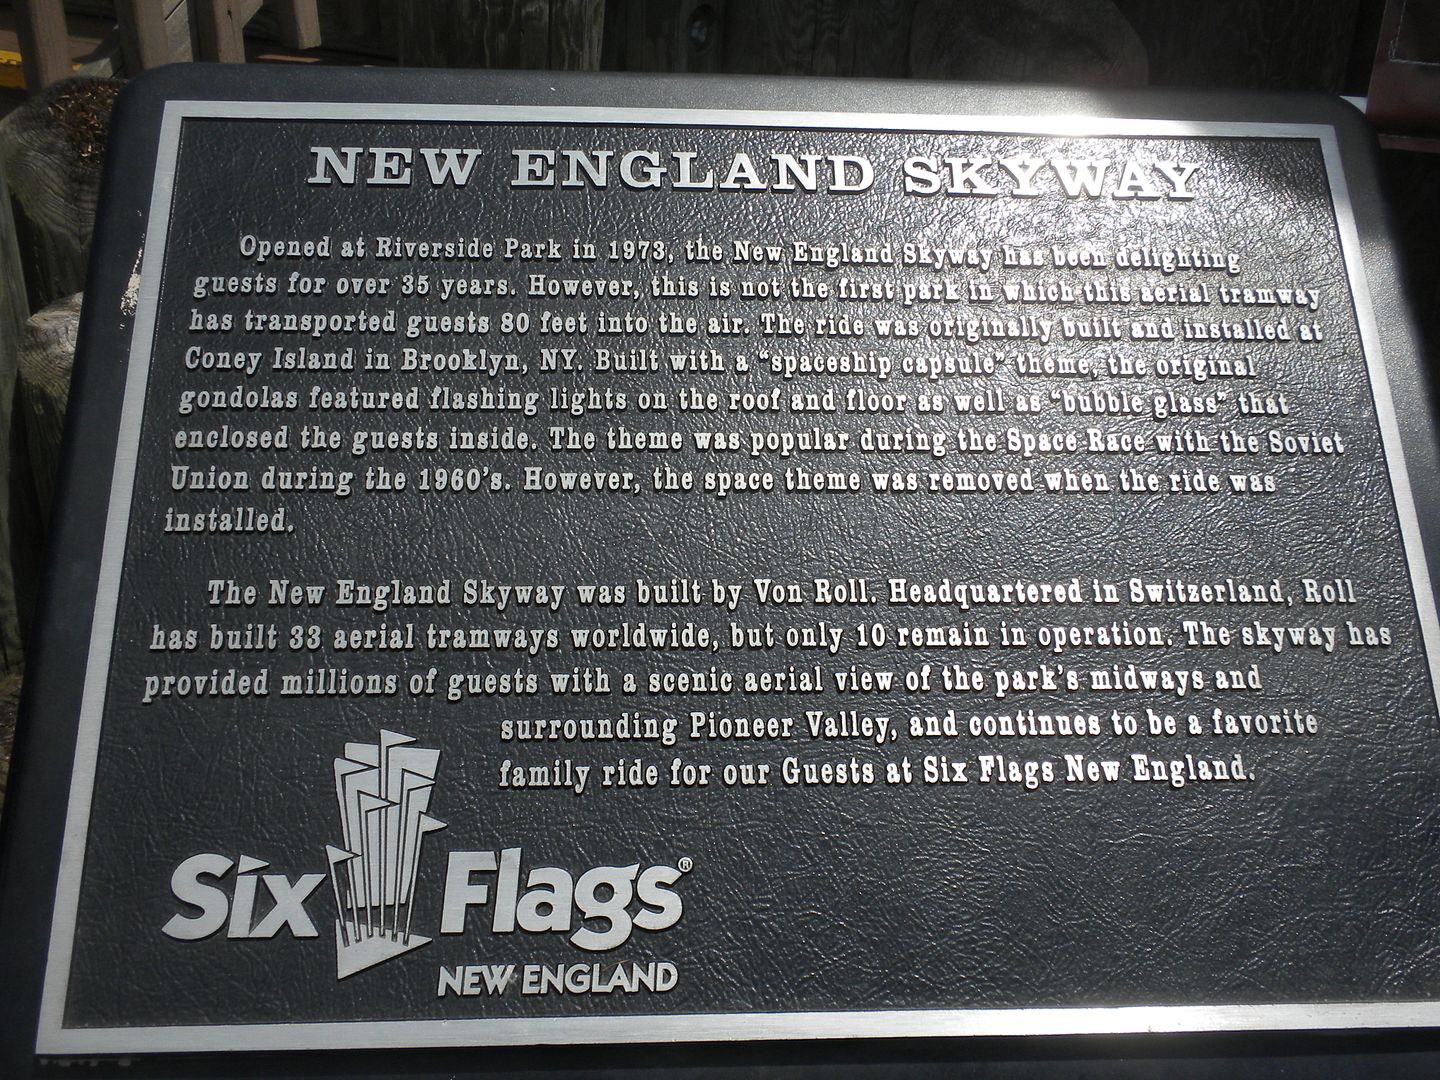 NEW ENGLAND SKYWAY
Opened at Riverside Park in 1973, the New England Skyway has been delighting
guests for over 35 years. However, this is not the first park in which this aerial tramway
has transported guests 80 feet into the air. The ride was originally built and installed at
Coney Island in Brooklyn, NY. Built with a “spaceship capsule” theme, the original
gondolas featured flashing lights on the roof and floor as well as “bubble glass” that
enclosed the guests inside. The theme was popular during the Space Race with the Soviet
Union during the 1960's. However, the space theme was removed when the ride was
installed.
The New England Skyway was built by Von Roll. Headquartered in Switzerland, Roll
has built 33 aerial tramways worldwide, but only 10 remain in operation. The skyway has
provided millions of guests with a scenic aerial view of the park's midways and
surrounding Pioneer Valley, and continues to be a favorite
family ride for our Guests at Six Flags New England.
Six Flags®
NEW ENGLAND